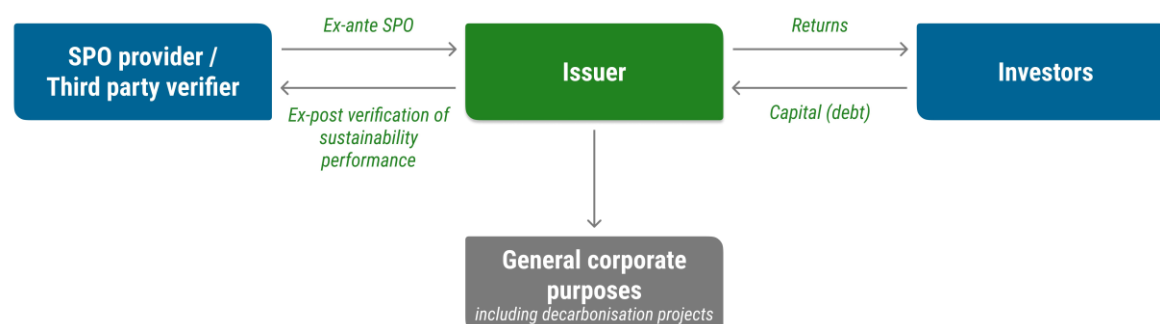 Ex-ante SPO
Returns
SPO provider /
Third party verifier
Issuer
Investors
Ex-post verification of
sustainability
performance
Capital (debt)
General corporate
purposes
including decarbonisation projects